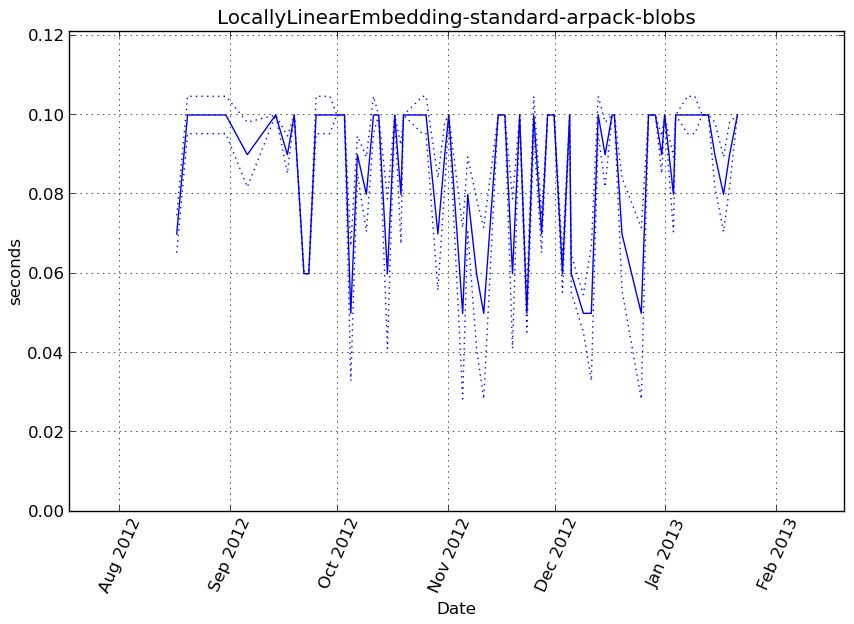 LocallyLinearEmbedding-standard-arpack-blobs
0.12
0.10
0.08
0.06
0.04
0.02
0.00
seconds
Aug 2012
Sep 2012
Oct 2012
Nov 2012
Dec 2012
Jan 2013
Feb 2013
Date